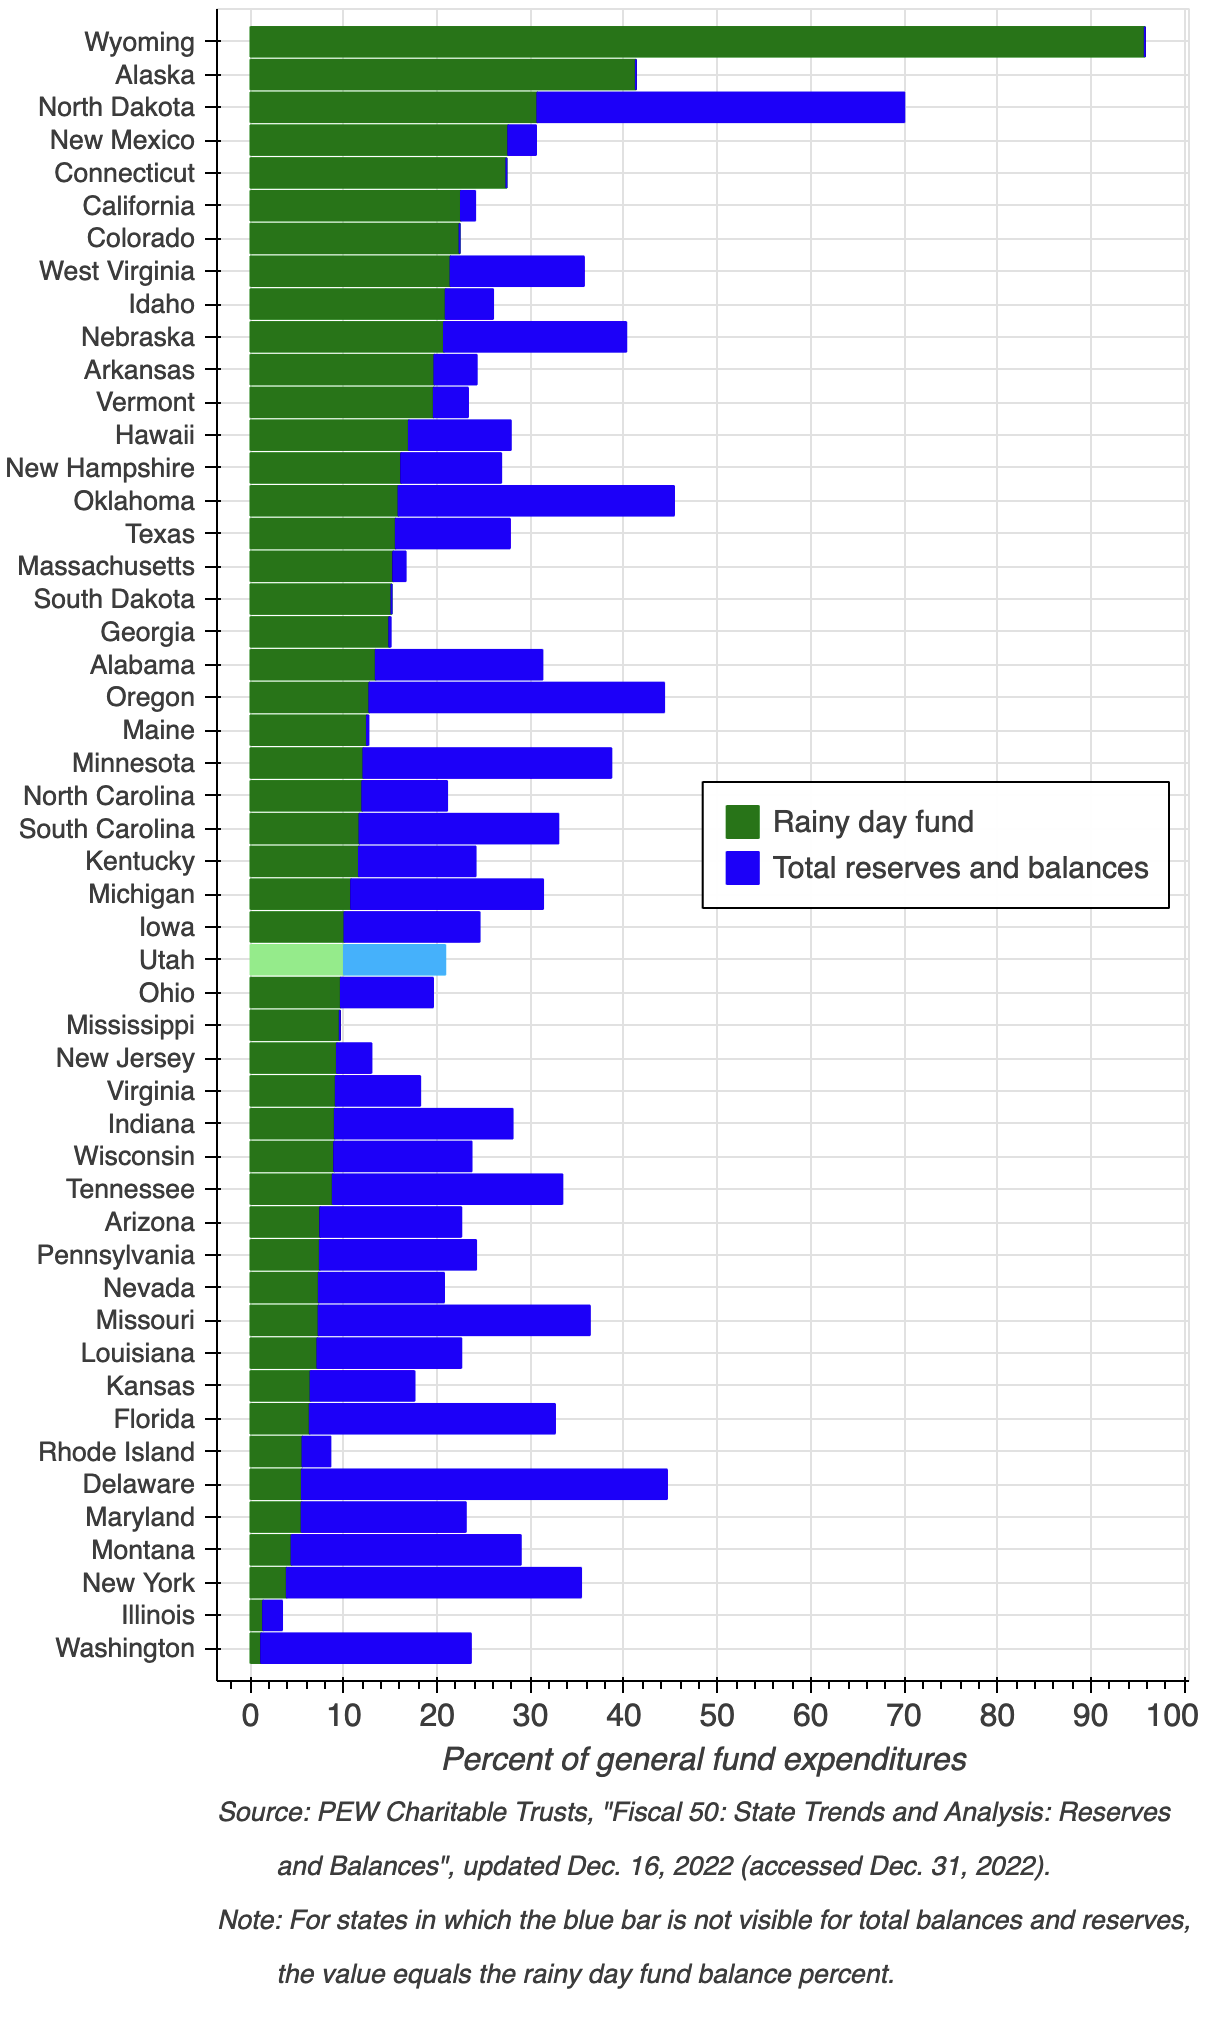 Wyoming
Alaska
North Dakota
New Mexico
Connecticut
California
Colorado
West Virginia
Idaho
Nebraska
Arkansas
Vermont
Hawaii
New Hampshire
Oklahoma
Texas
Massachusetts
South Dakota
Georgia
Alabama
Oregon
Maine
Minnesota
North Carolina
South Carolina
Kentucky
Michigan
Iowa
Utah
Ohio
Mississippi
New Jersey
Virginia
Indiana
Wisconsin
Tennessee
Arizona
Pennsylvania
Nevada
Missouri
Louisiana
Kansas
Florida
Rhode Island
Delaware
Maryland
Montana
New York
Illinois
Washington
Rainy day fund
Total reserves and balances
0 10 20 30 40 50 60 70 80 90 100
Percent of general fund expenditures
Source: PEW Charitable Trusts, "Fiscal 50: State Trends and Analysis: Reserves
and Balances", updated Dec. 16, 2022 (accessed Dec. 31, 2022).
Note: For states in which the blue bar is not visible for total balances and reserves,
the value equals the rainy day fund balance percent.